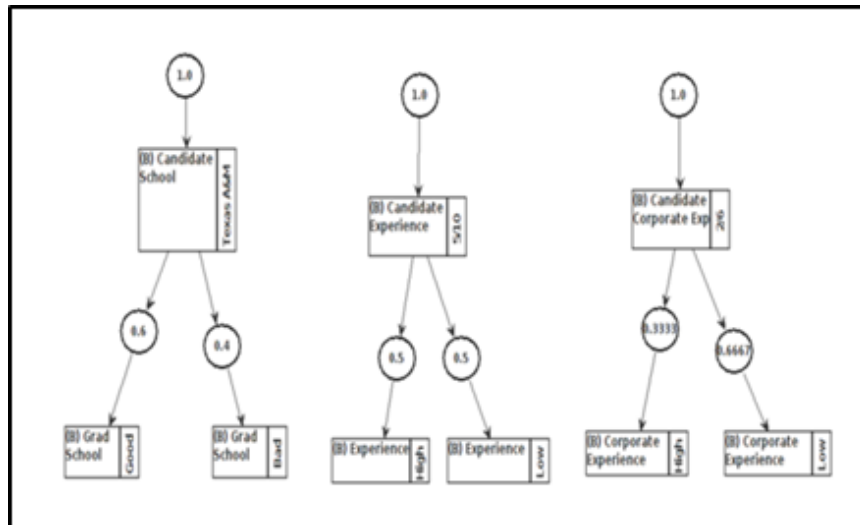 1.0
(B) Candidate
School
Texas A&M
0.6
0.4
(B) Grad
School
Good
(B) Grad
School
Bad
1.0
(B) Candidate
Experience
5/10
0.5
0.5
(B) Experience
High
(B) Experience
Low
1.0
(B) Candidate
Corporate Exp
2/6
0.3333
0.6667
(B) Corporate
Experience
High
(B) Corporate
Experience
Low